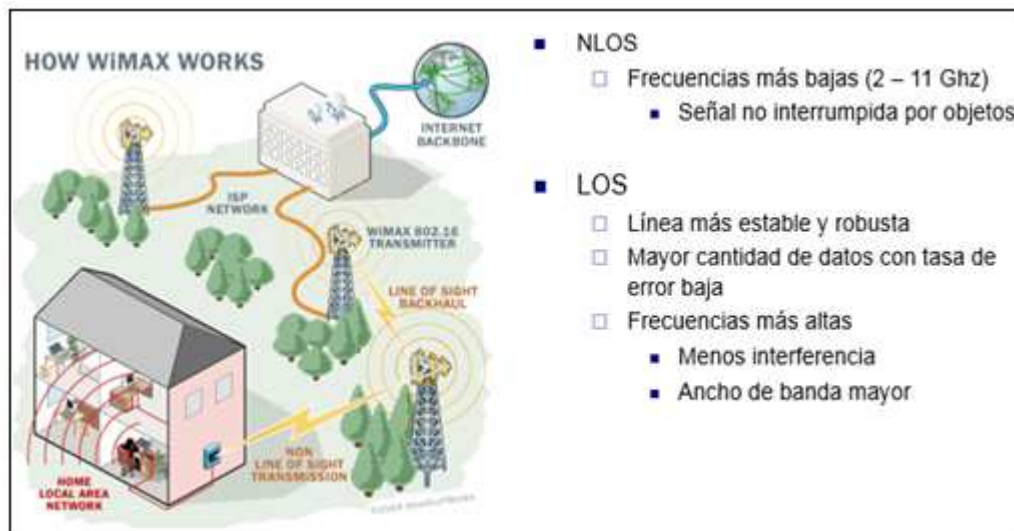 HOW WiMAX WORKS
INTERNET
BACKBONE
ISP
NETWORK
WiMAX 802.16
TRANSMITTER
LINE OF SIGHT
BACKHAUL
NON
LINE OF SIGHT
TRANSMISSION
HOME
LOCAL AREA
NETWORK
NLOS
Frecuencias más bajas (2 – 11 Ghz)
Señal no interrumpida por objetos
LOS
Línea más estable y robusta
Mayor cantidad de datos con tasa de
error baja
Frecuencias más altas
Menos interferencia
Ancho de banda mayor